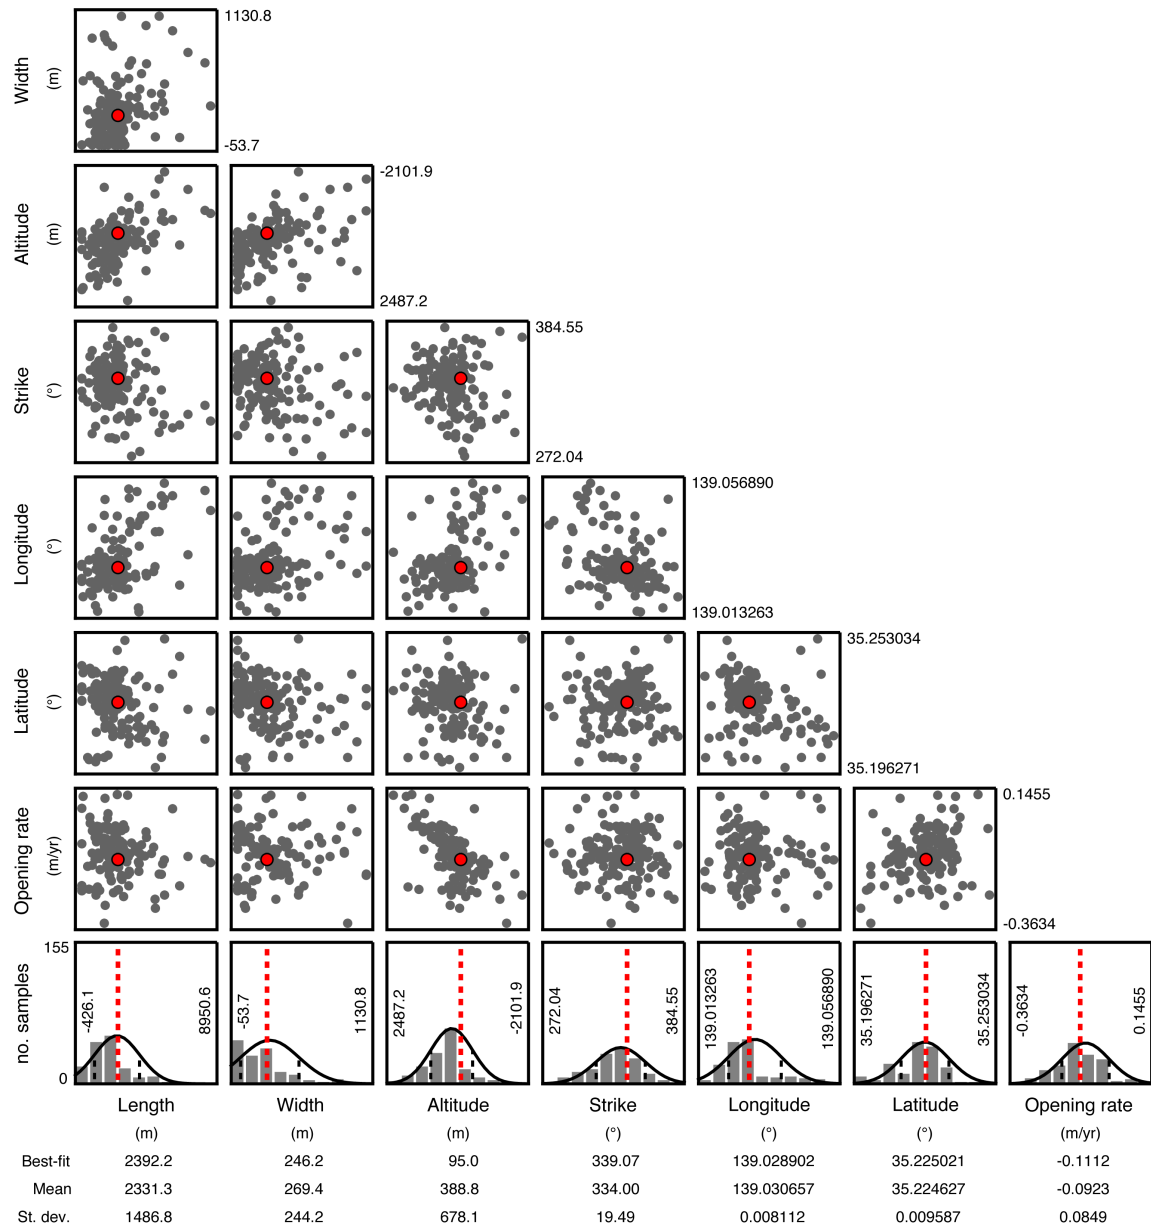 Width
(m)
1130.8
-53.7
Altitude
(m)
-2101.9
2487.2
Strike
(°)
384.55
272.04
Longitude
(°)
139.056890
139.013263
Latitude
(°)
35.253034
35.196271
Opening rate
(m/yr)
0.1455
-0.3634
no. samples
155
0
-426.1 8950.6 -53.7 1130.8 2487.2 -2101.9 272.04 384.55 139.013263 139.056890 35.196271 35.253034 -0.3634 0.1455
Length Width Altitude Strike Longitude Latitude Opening rate
(m) (m) (m) (°) (°) (°) (m/yr)
Best-fit 2392.2 246.2 95.0 339.07 139.028902 35.225021 -0.1112
Mean 2331.3 269.4 388.8 334.00 139.030657 35.224627 -0.0923
St. dev. 1486.8 244.2 678.1 19.49 0.008112 0.009587 0.0849